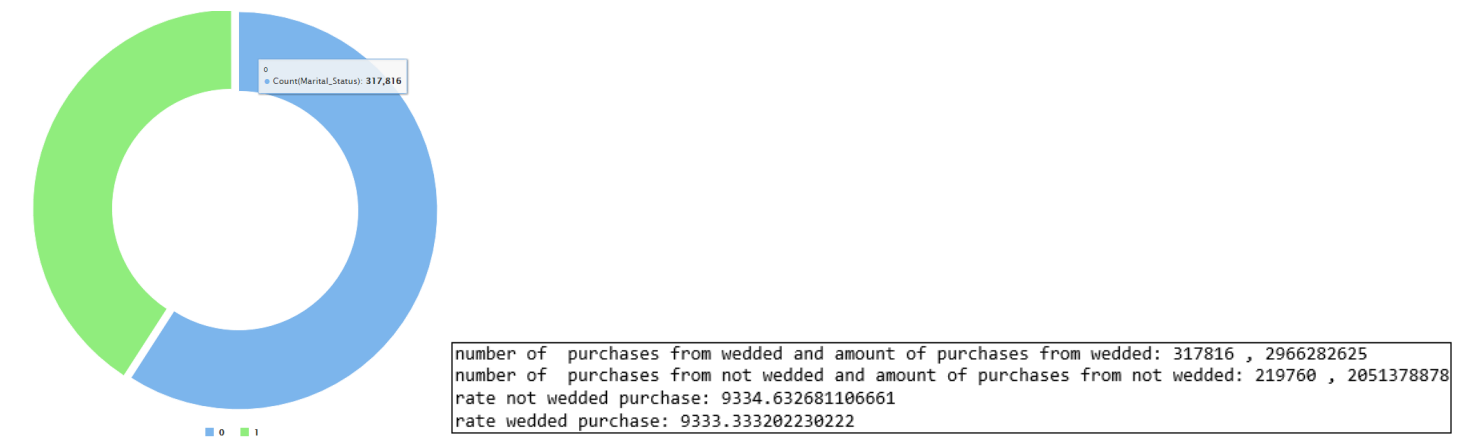 0
Count(Marital_Status): 317,816
0 1
number of  purchases from wedded and amount of purchases from wedded: 317816 , 2966282625
number of  purchases from not wedded and amount of purchases from not wedded: 219760 , 2051378878
rate not wedded purchase: 9334.632681106661
rate wedded purchase: 9333.333202230222